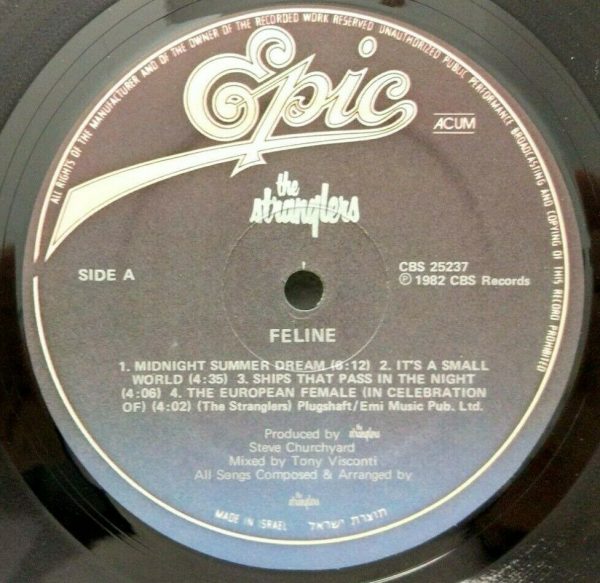 ALL RIGHTS OF THE MANUFACTURER AND OF THE OWNER OF THE RECORDED WORK RESERVED UNAUTHORIZED PUBLIC PERFORMANCE BROADCASTING AND COPYING OF THIS RECORD PROHIBITED
Epic
ACUM
the
stranglers
SIDE A
CBS 25237
℗ 1982 CBS Records
FELINE
1. MIDNIGHT SUMMER DREAM (6:12) 2. IT'S A SMALL
WORLD (4:35) 3. SHIPS THAT PASS IN THE NIGHT
(4:06) 4. THE EUROPEAN FEMALE (IN CELEBRATION
OF) (4:02) (The Stranglers) Plugshaft/Emi Music Pub. Ltd.
Produced by the stranglers
Steve Churchyard
Mixed by Tony Visconti
All Songs Composed & Arranged by
the
stranglers
MADE IN ISRAEL תוצרת ישראל